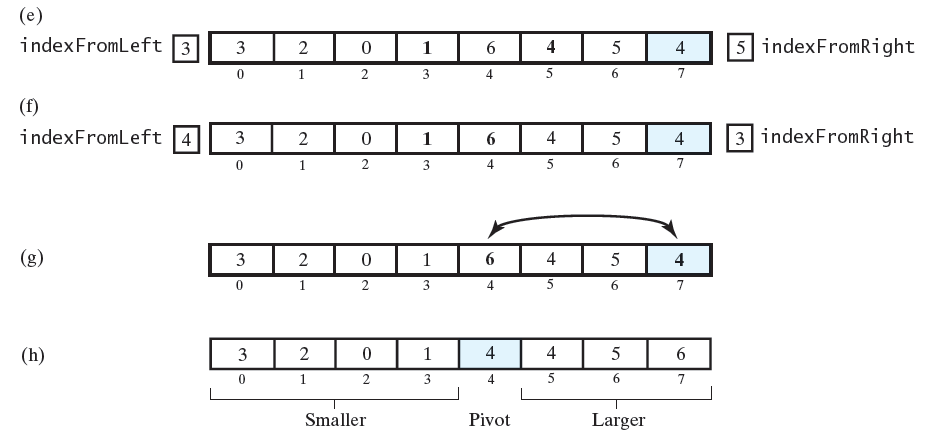 (e)
indexFromLeft 3 3 2 0 1 6 4 5 4 5 indexFromRight
0 1 2 3 4 5 6 7
(f)
indexFromLeft 4 3 2 0 1 6 4 5 4 3 indexFromRight
0 1 2 3 4 5 6 7
(g) 3 2 0 1 6 4 5 4
0 1 2 3 4 5 6 7
(h) 3 2 0 1 4 4 5 6
0 1 2 3 4 5 6 7
Smaller Pivot Larger